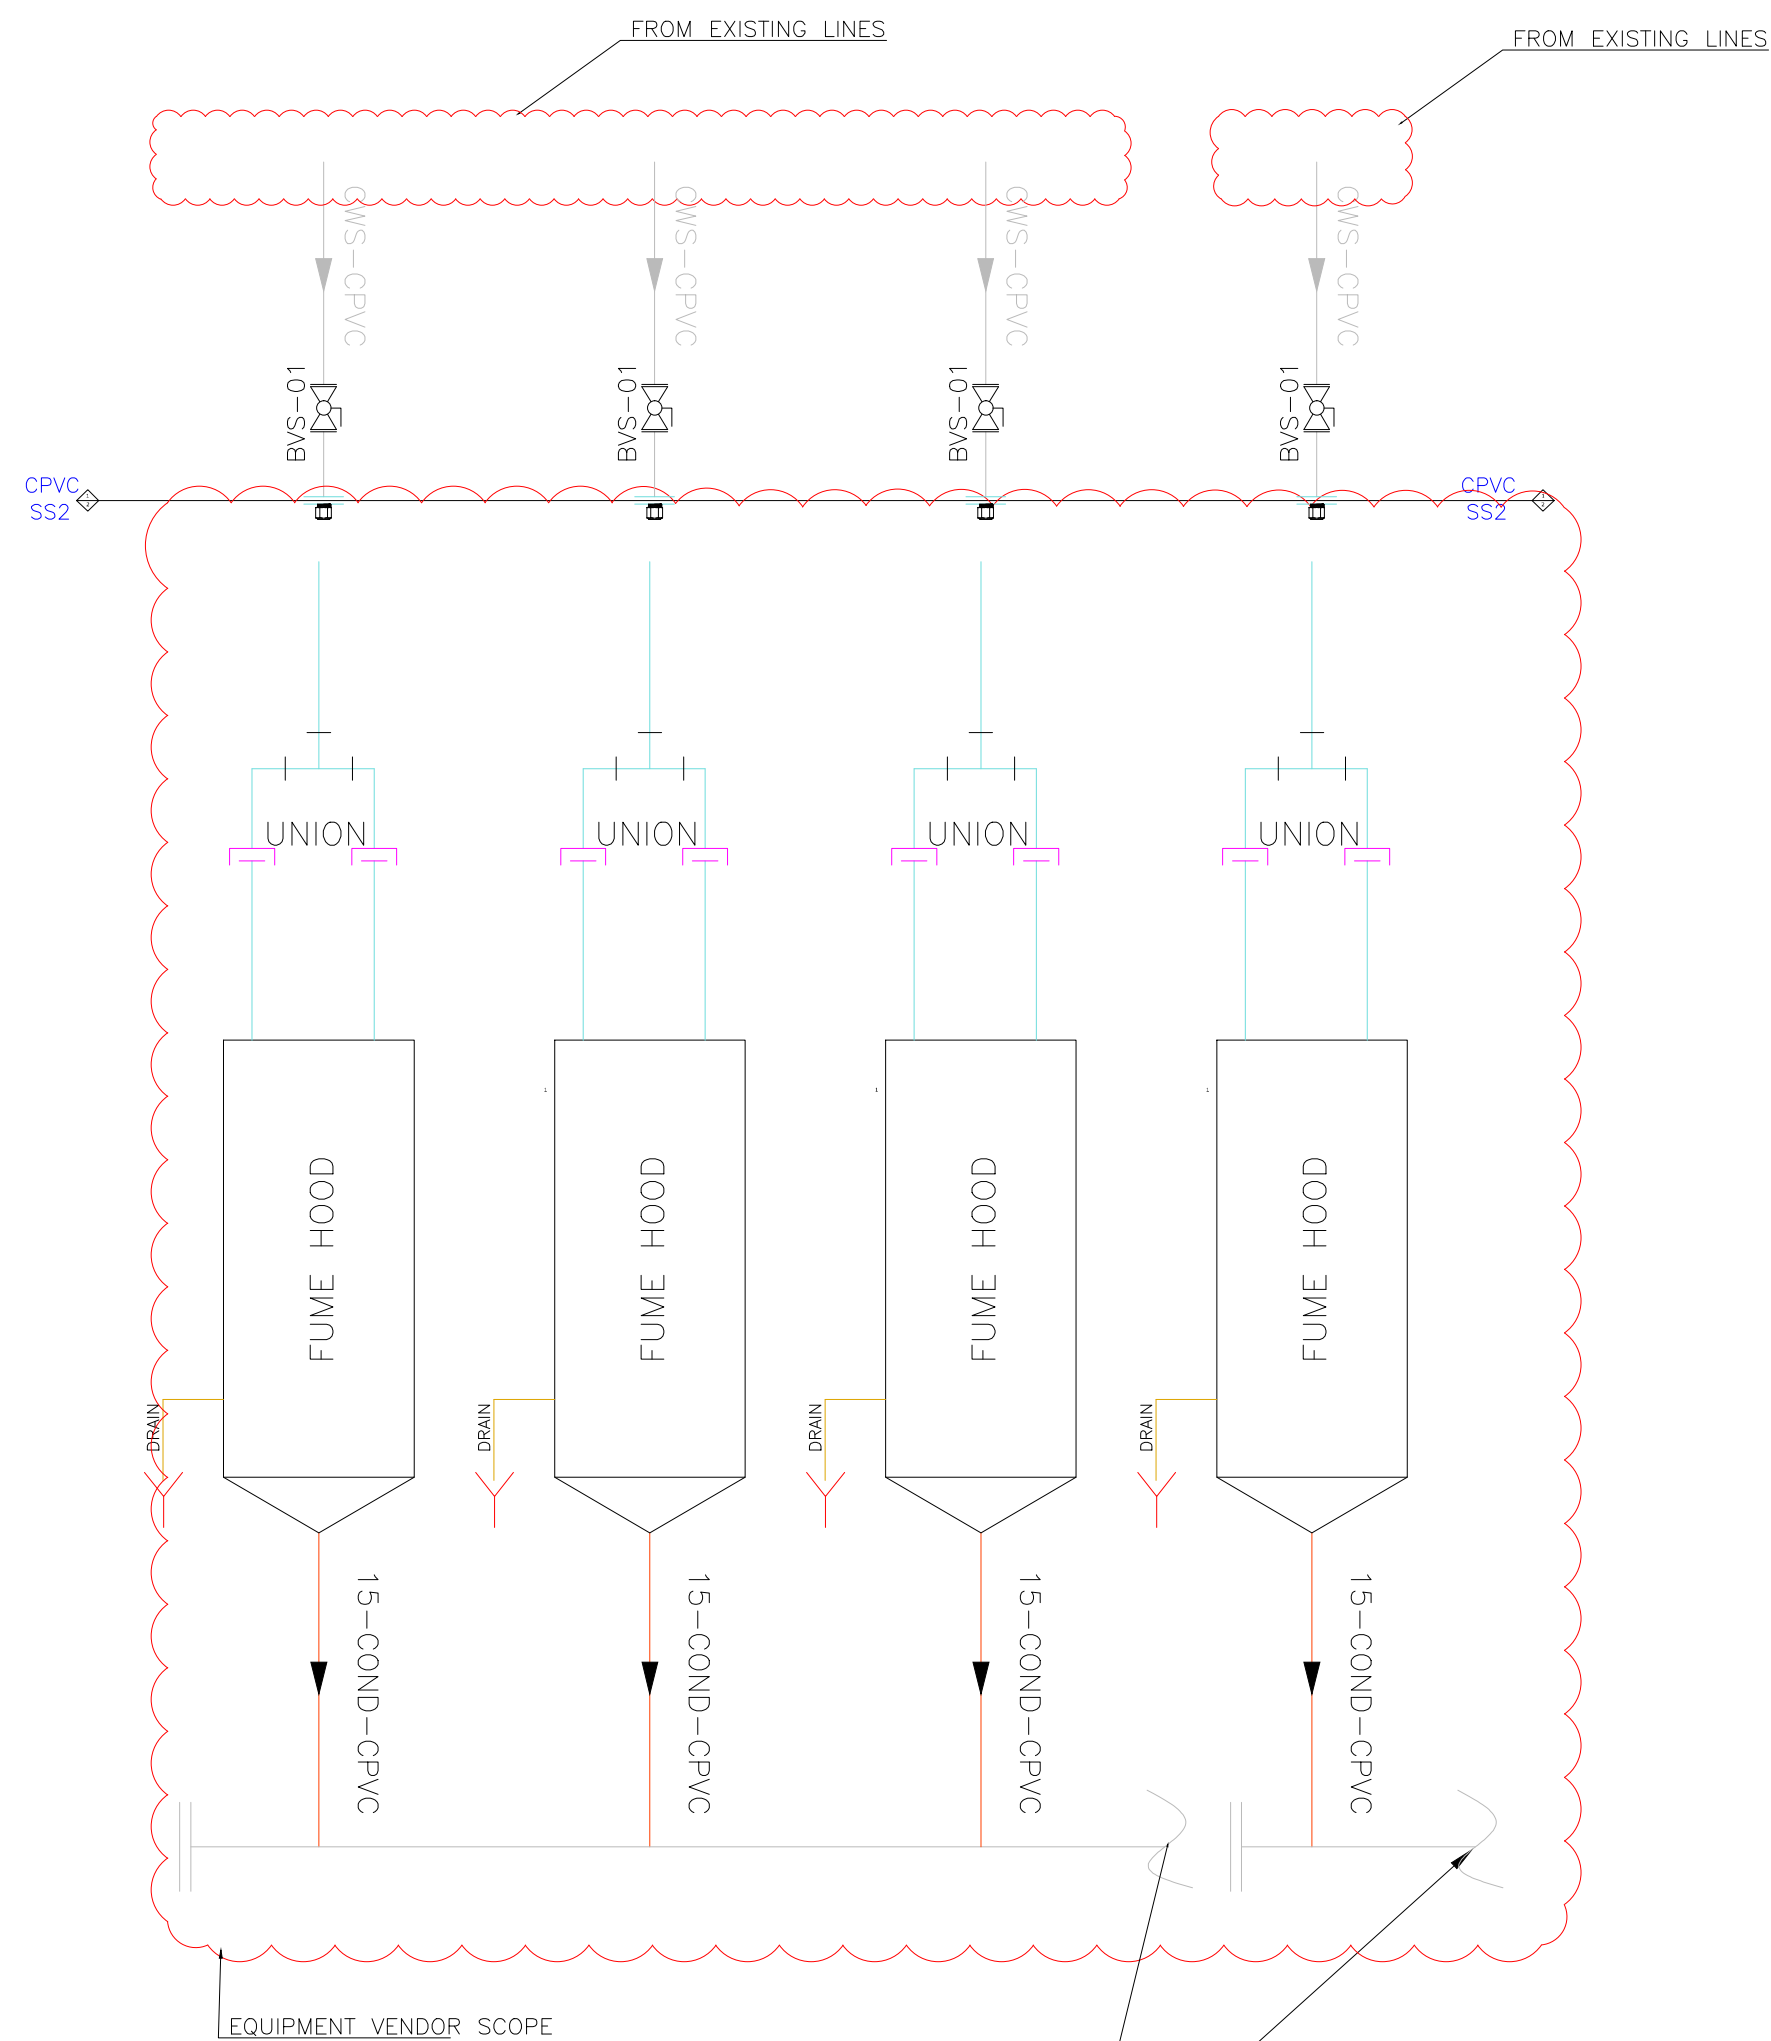 FROM EXISTING LINES
FROM EXISTING LINES
CWS-CPVC
CWS-CPVC
CWS-CPVC
CWS-CPVC
BVS-01
BVS-01
BVS-01
BVS-01
CPVC
SS2
CPVC
SS2
UNION
UNION
UNION
UNION
1
1
1
FUME HOOD
FUME HOOD
FUME HOOD
FUME HOOD
DRAIN
DRAIN
DRAIN
DRAIN
15-COND-CPVC
15-COND-CPVC
15-COND-CPVC
15-COND-CPVC
EQUIPMENT VENDOR SCOPE